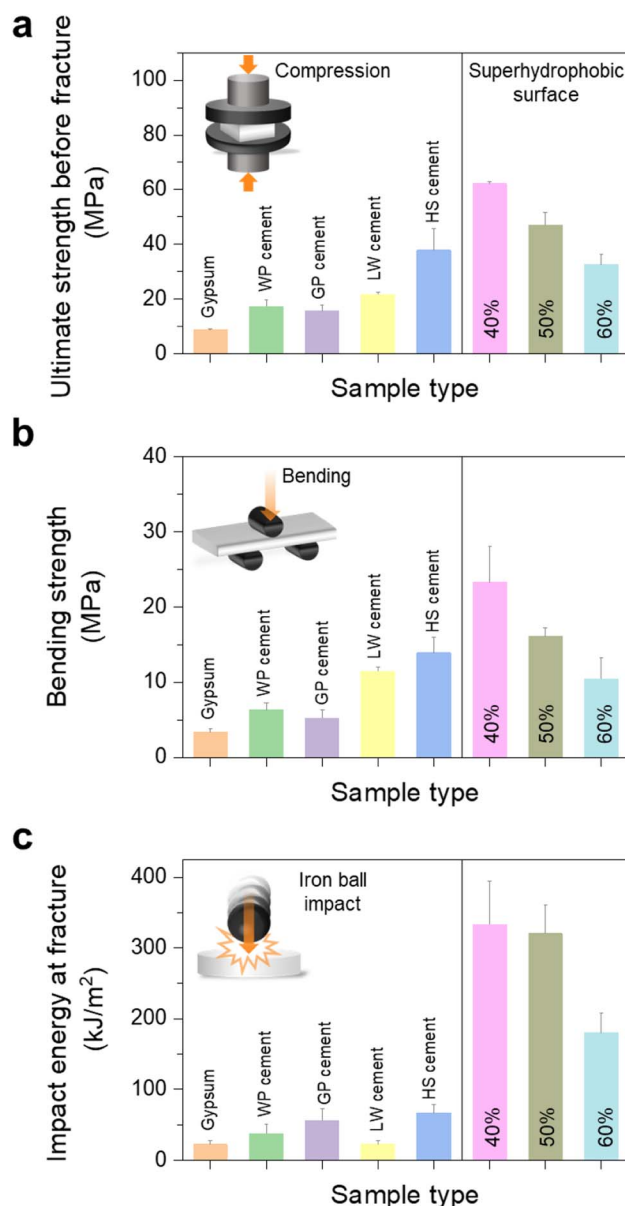 a
Ultimate strength before fracture
(MPa)
100
80
60
40
20
0
Compression
Superhydrophobic
surface
Gypsum
WP cement
GP cement
LW cement
HS cement
40%
50%
60%
Sample type
b
Bending strength
(MPa)
40
30
20
10
0
Bending
Gypsum
WP cement
GP cement
LW cement
HS cement
40%
50%
60%
Sample type
c
Impact energy at fracture
(kJ/m²)
400
300
200
100
0
Iron ball
impact
Gypsum
WP cement
GP cement
LW cement
HS cement
40%
50%
60%
Sample type